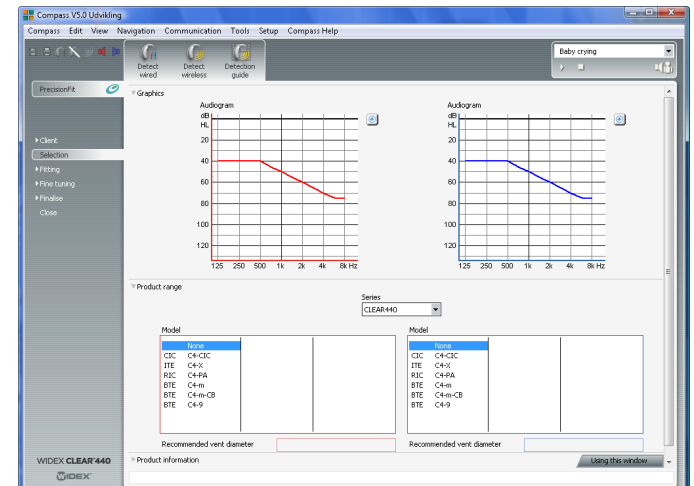 Compass V5.0 Udvikling
Compass Edit View Navigation Communication Tools Setup Compass Help
Detect wired
Detect wireless
Detection guide
Baby crying
PrecisionFit
Client
Selection
Fitting
Fine tuning
Finalise
Close
Graphics
Audiogram
dB
HL
20
40
60
80
100
120
125 250 500 1k 2k 4k 8k Hz
Audiogram
dB
HL
20
40
60
80
100
120
125 250 500 1k 2k 4k 8k Hz
Product range
Series
CLEAR440
Model
None
CIC C4-CIC
ITE C4-X
RIC C4-PA
BTE C4-m
BTE C4-m-CB
BTE C4-9
Recommended vent diameter
Model
None
CIC C4-CIC
ITE C4-X
RIC C4-PA
BTE C4-m
BTE C4-m-CB
BTE C4-9
Recommended vent diameter
Product information
Using this window
WIDEX CLEAR°440
WIDEX